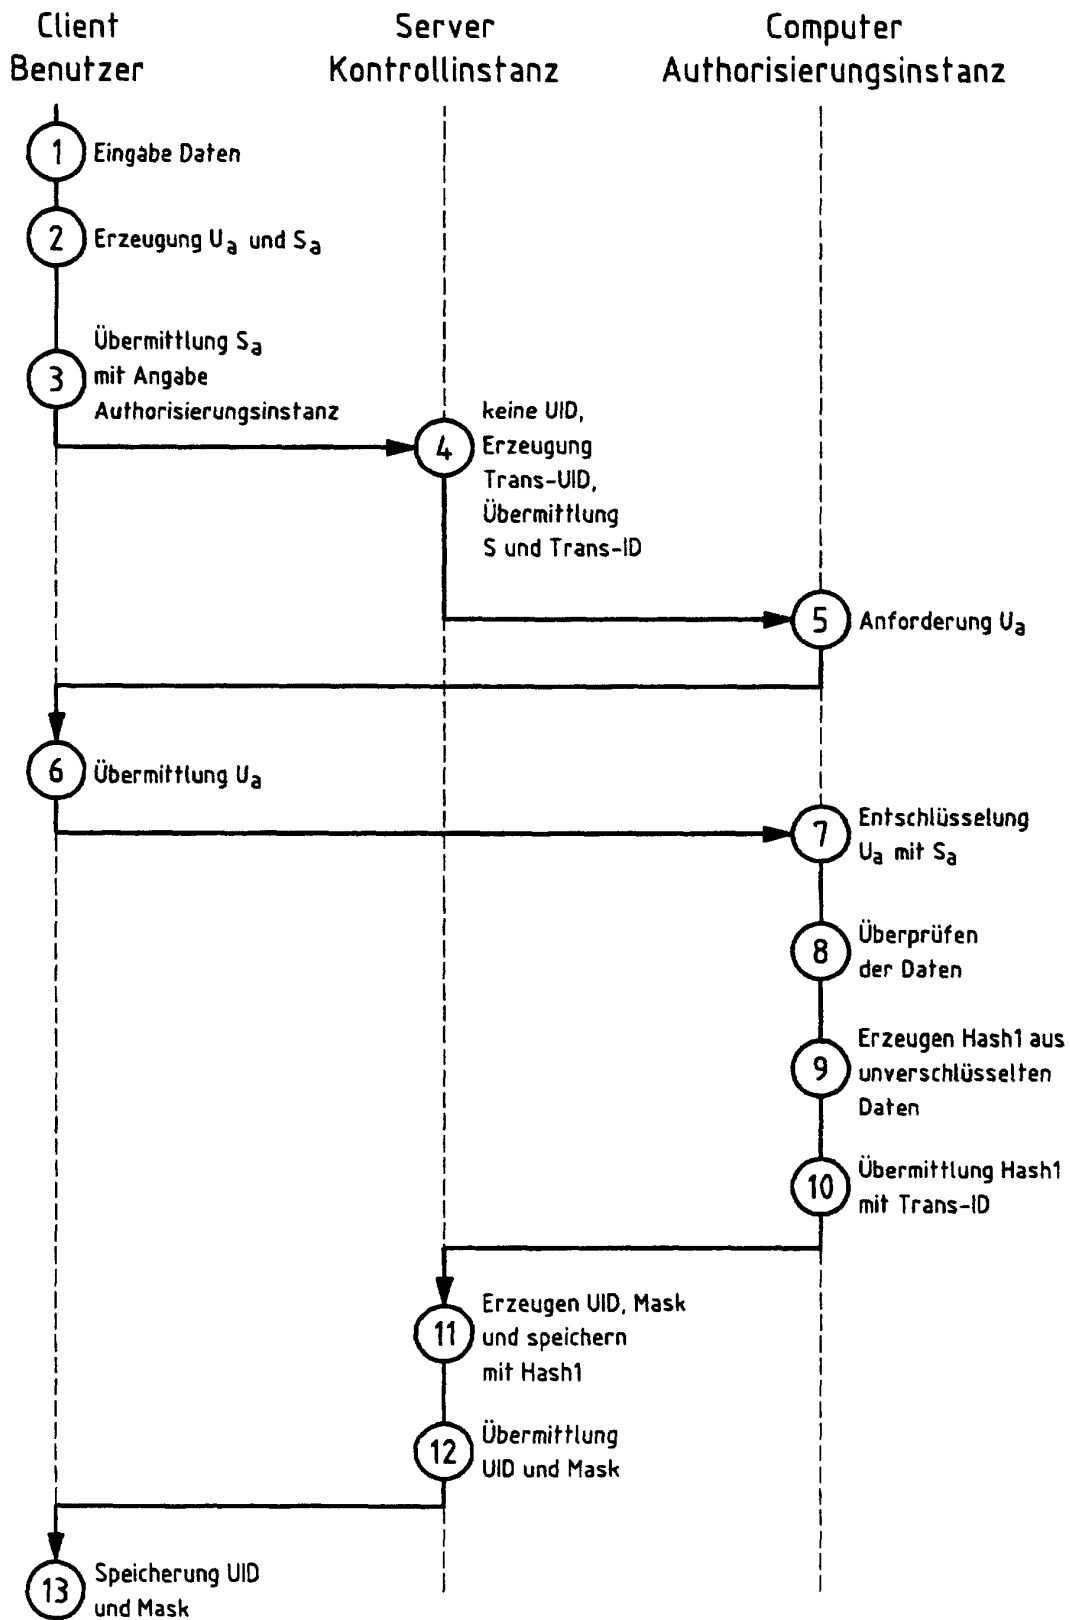 Client
Benutzer
Server
Kontrollinstanz
Computer
Authorisierungsinstanz
1
Eingabe Daten
2
Erzeugung Ua und Sa
3
Übermittlung Sa
mit Angabe
Authorisierungsinstanz
4
keine UID,
Erzeugung
Trans-UID,
Übermittlung
S und Trans-ID
5
Anforderung Ua
6
Übermittlung Ua
7
Entschlüsselung
Ua mit Sa
8
Überprüfen
der Daten
9
Erzeugen Hash1 aus
unverschlüsselten
Daten
10
Übermittlung Hash1
mit Trans-ID
11
Erzeugen UID, Mask
und speichern
mit Hash1
12
Übermittlung
UID und Mask
13
Speicherung UID
und Mask